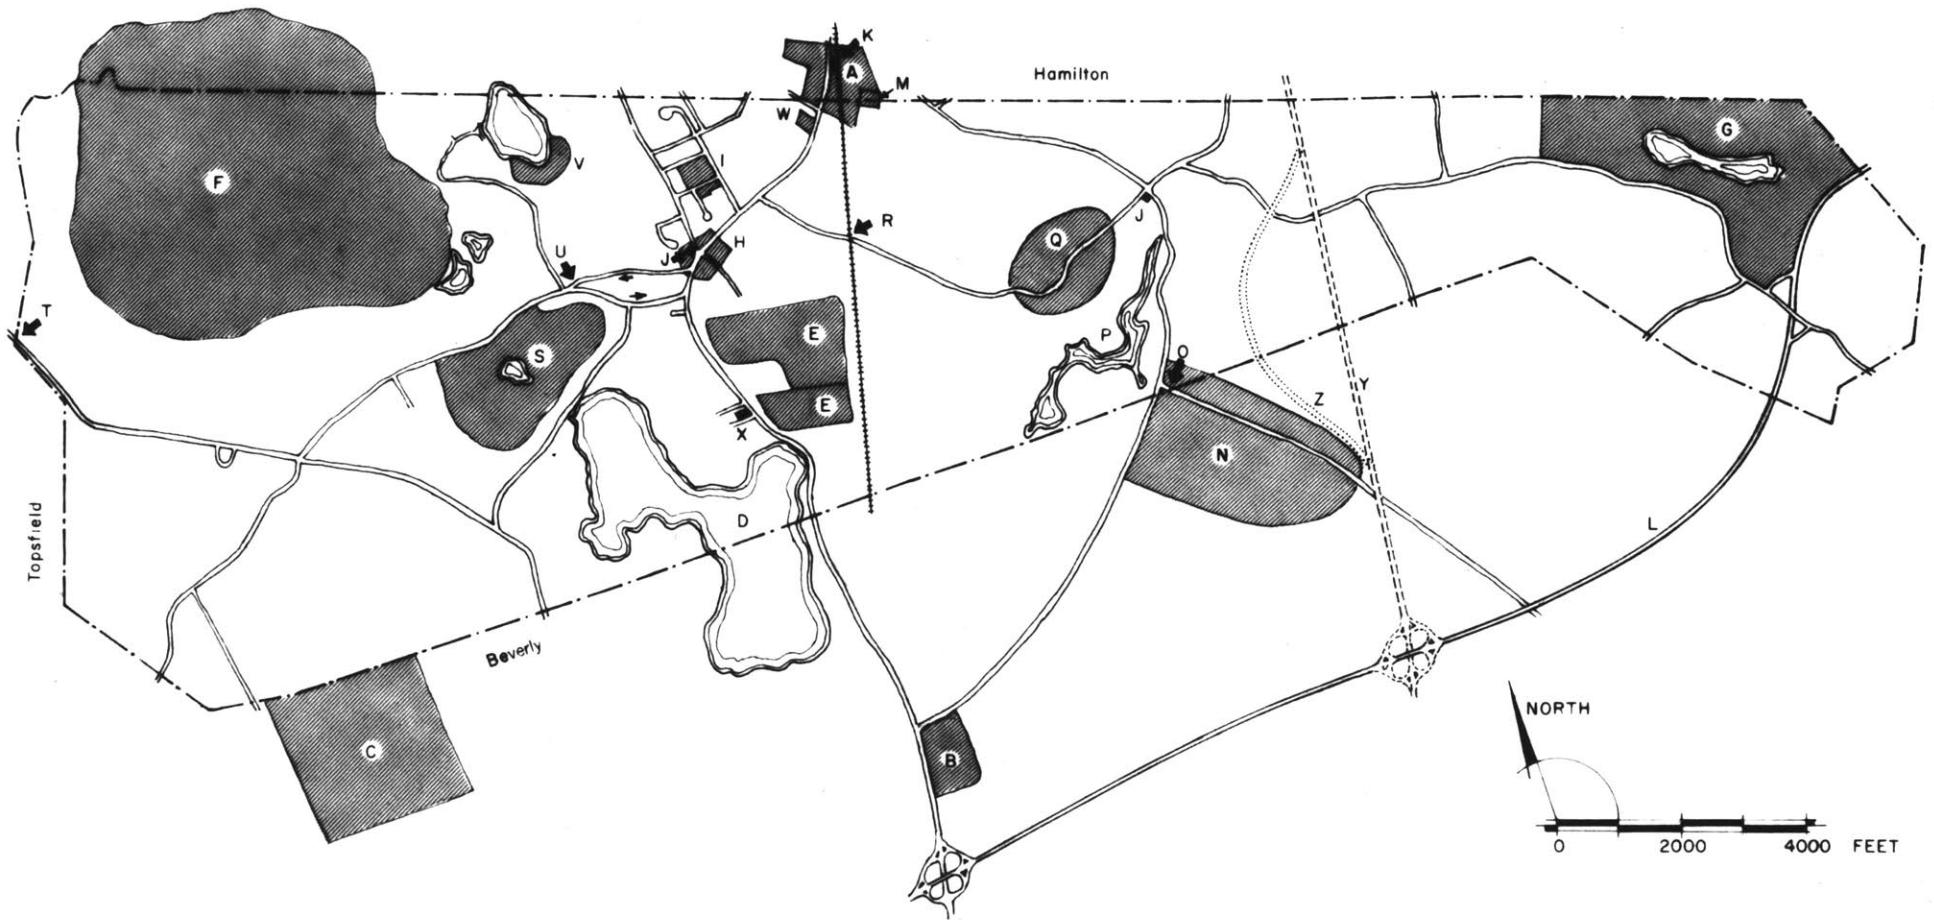 K
A
Hamilton
M
W
G
I
V
F
J
R
Q
H
U
J
T
E
P
O
S
Y
Z
E
X
N
D
L
Topsfield
Beverly
NORTH
C
B
0 2000 4000 FEET